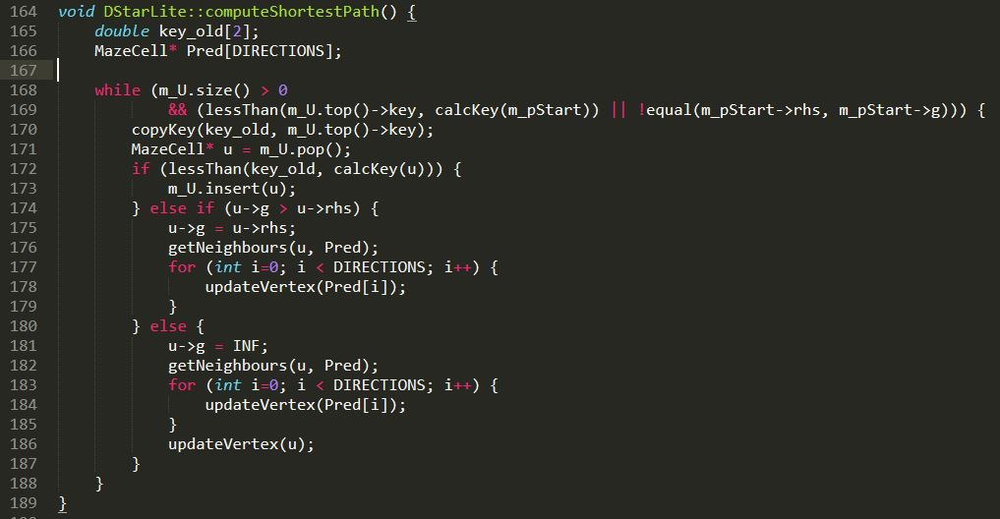 164 void DStarLite::computeShortestPath() {
165     double key_old[2];
166     MazeCell* Pred[DIRECTIONS];
167
168     while (m_U.size() > 0
169             && (lessThan(m_U.top()->key, calcKey(m_pStart)) || !equal(m_pStart->rhs, m_pStart->g))) {
170         copyKey(key_old, m_U.top()->key);
171         MazeCell* u = m_U.pop();
172         if (lessThan(key_old, calcKey(u))) {
173             m_U.insert(u);
174         } else if (u->g > u->rhs) {
175             u->g = u->rhs;
176             getNeighbours(u, Pred);
177             for (int i=0; i < DIRECTIONS; i++) {
178                 updateVertex(Pred[i]);
179             }
180         } else {
181             u->g = INF;
182             getNeighbours(u, Pred);
183             for (int i=0; i < DIRECTIONS; i++) {
184                 updateVertex(Pred[i]);
185             }
186             updateVertex(u);
187         }
188     }
189 }